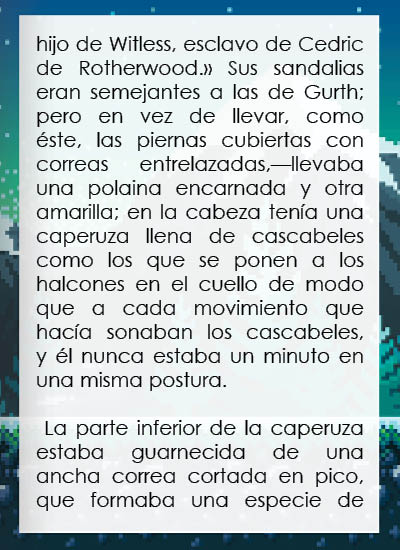 hijo de Witless, esclavo de Cedric
de Rotherwood.» Sus sandalias
eran semejantes a las de Gurth;
pero en vez de llevar, como
éste, las piernas cubiertas con
correas entrelazadas,—llevaba
una polaina encarnada y otra
amarilla; en la cabeza tenía una
caperuza llena de cascabeles
como los que se ponen a los
halcones en el cuello de modo
que a cada movimiento que
hacía sonaban los cascabeles,
y él nunca estaba un minuto en
una misma postura.
La parte inferior de la caperuza
estaba guarnecida de una
ancha correa cortada en pico,
que formaba una especie de